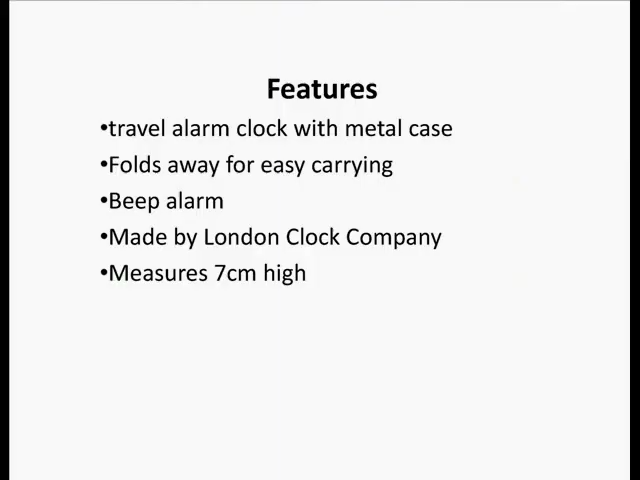 Features
•travel alarm clock with metal case
•Folds away for easy carrying
•Beep alarm
•Made by London Clock Company
•Measures 7cm high